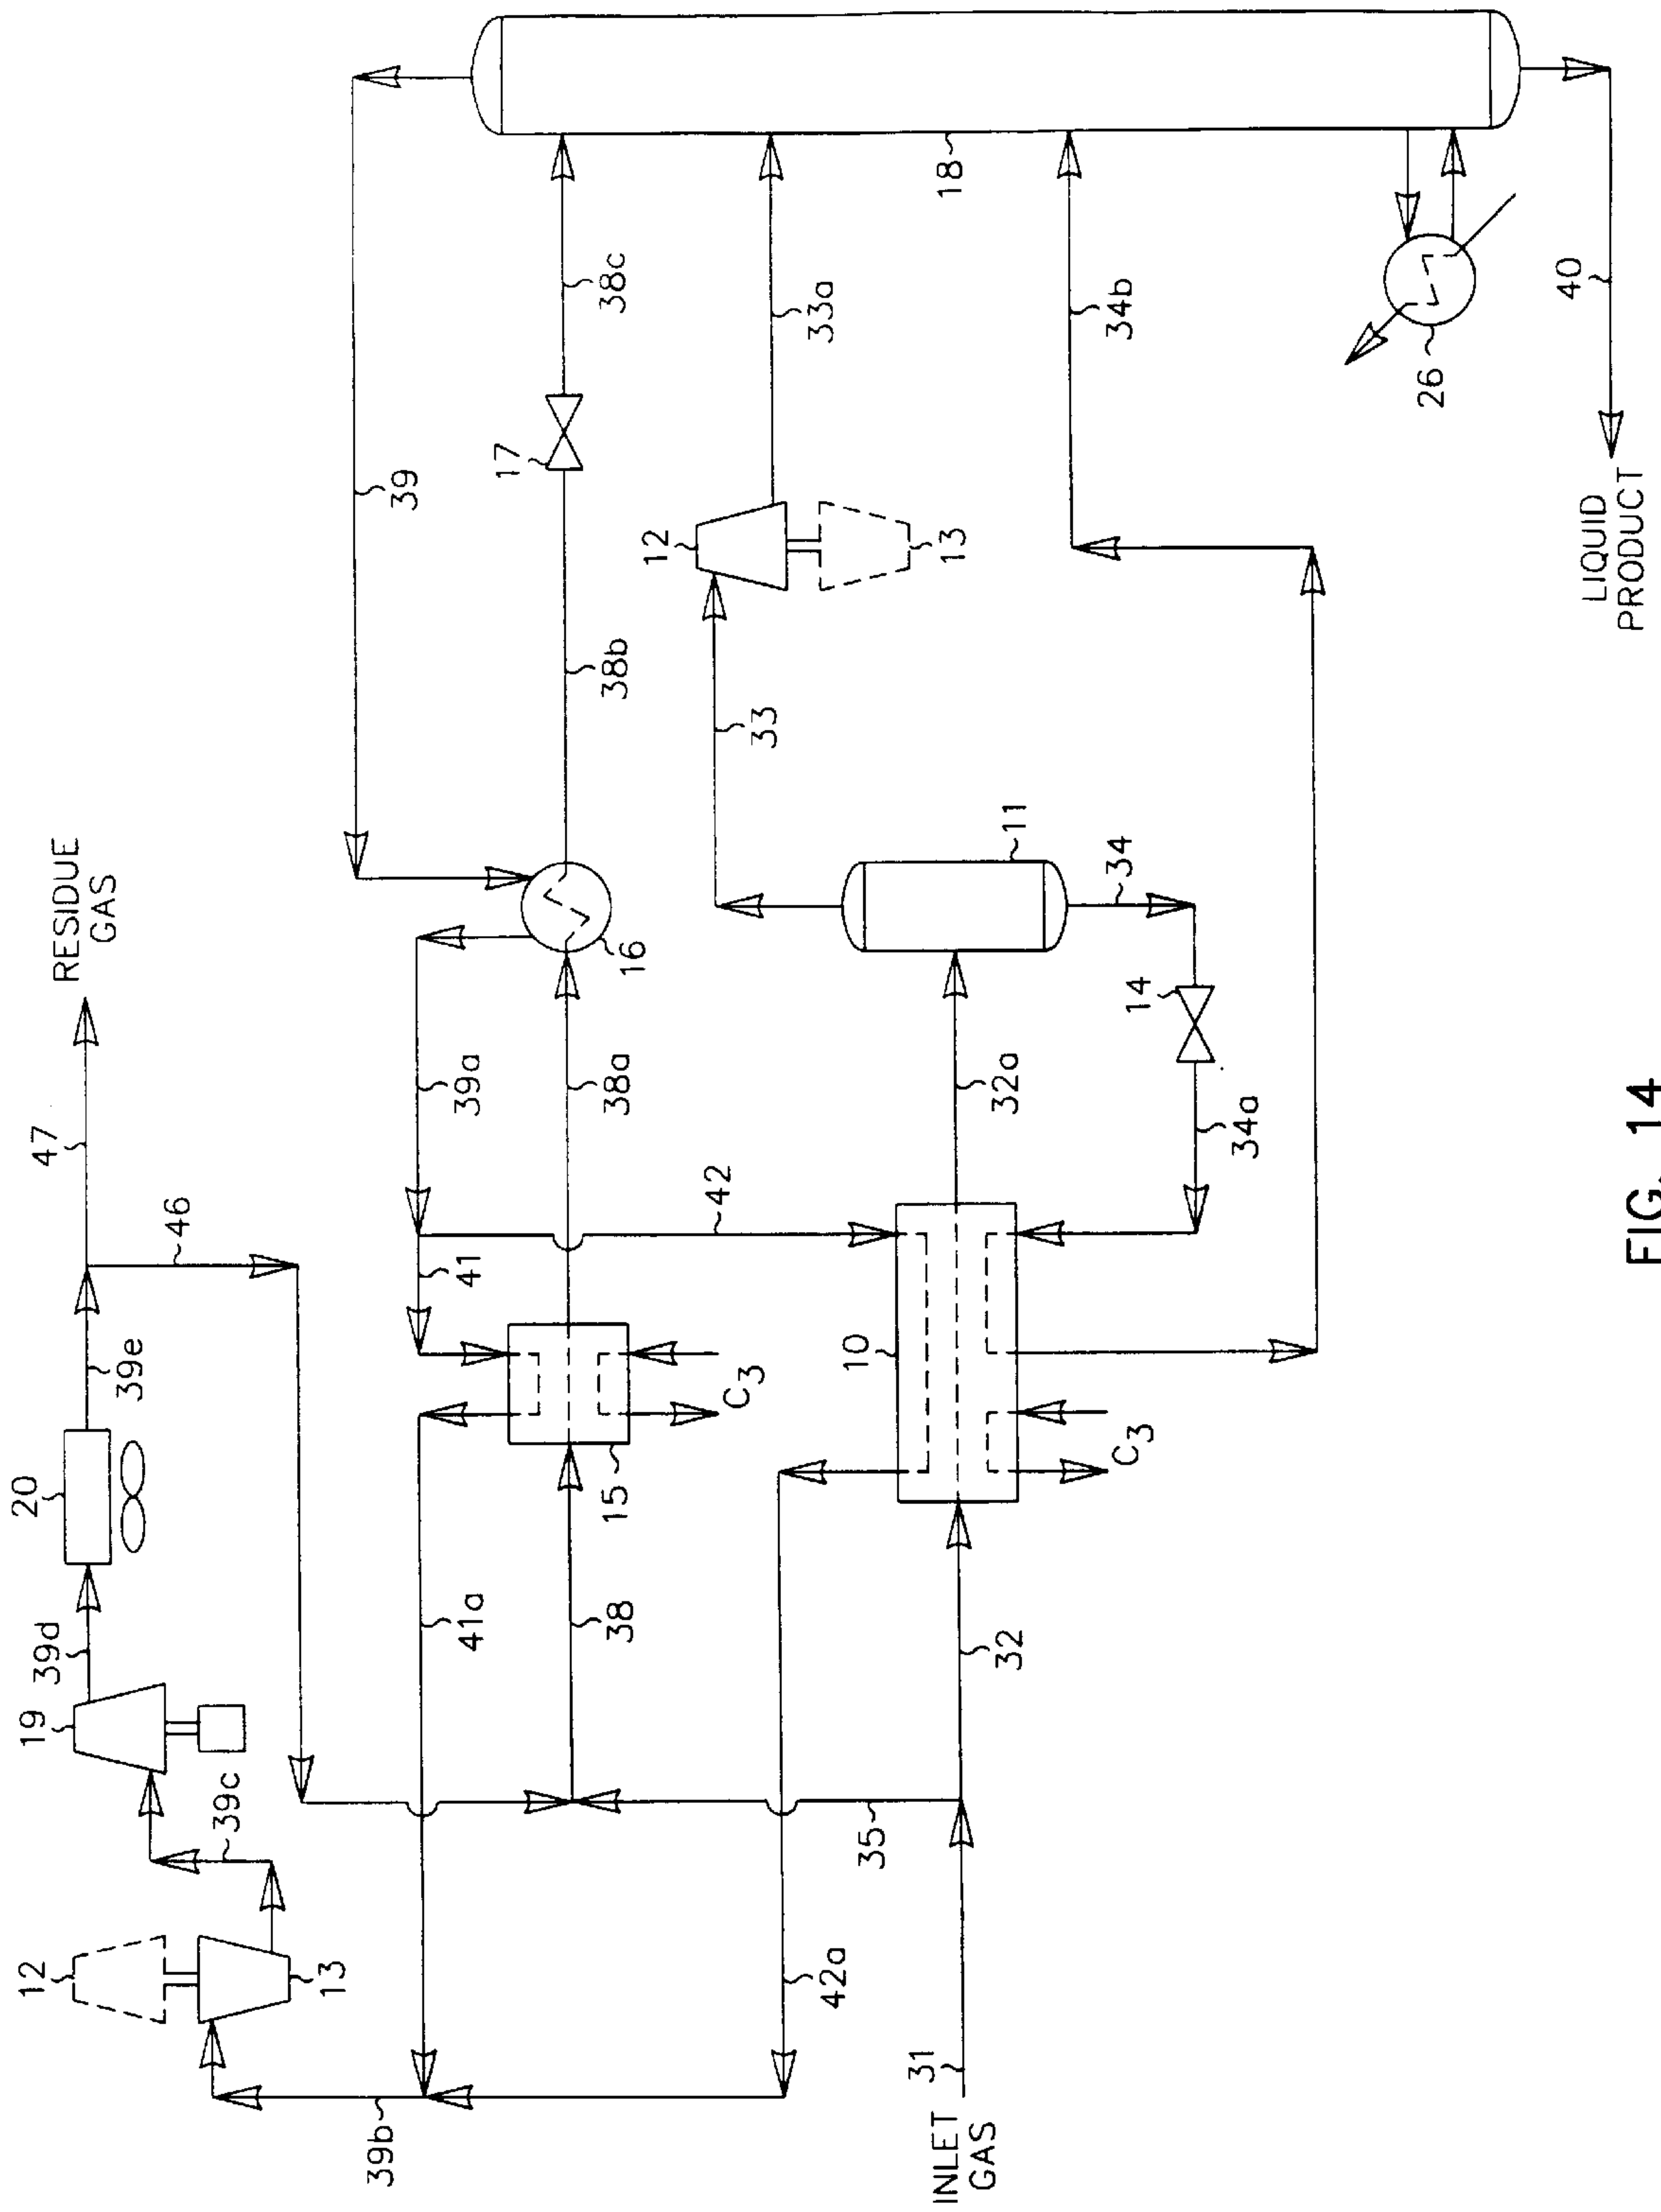 RESIDUE
GAS
47
46
39e
20
39d
19
39c
12
13
39b
39
39a
41
41a
42
42a
38
38a
38b
38c
15
16
17
C3
31
INLET
GAS
35
32
32a
10
C3
11
33
33a
12
13
34
14
34a
34b
18
26
40
LIQUID
PRODUCT
FIG. 14